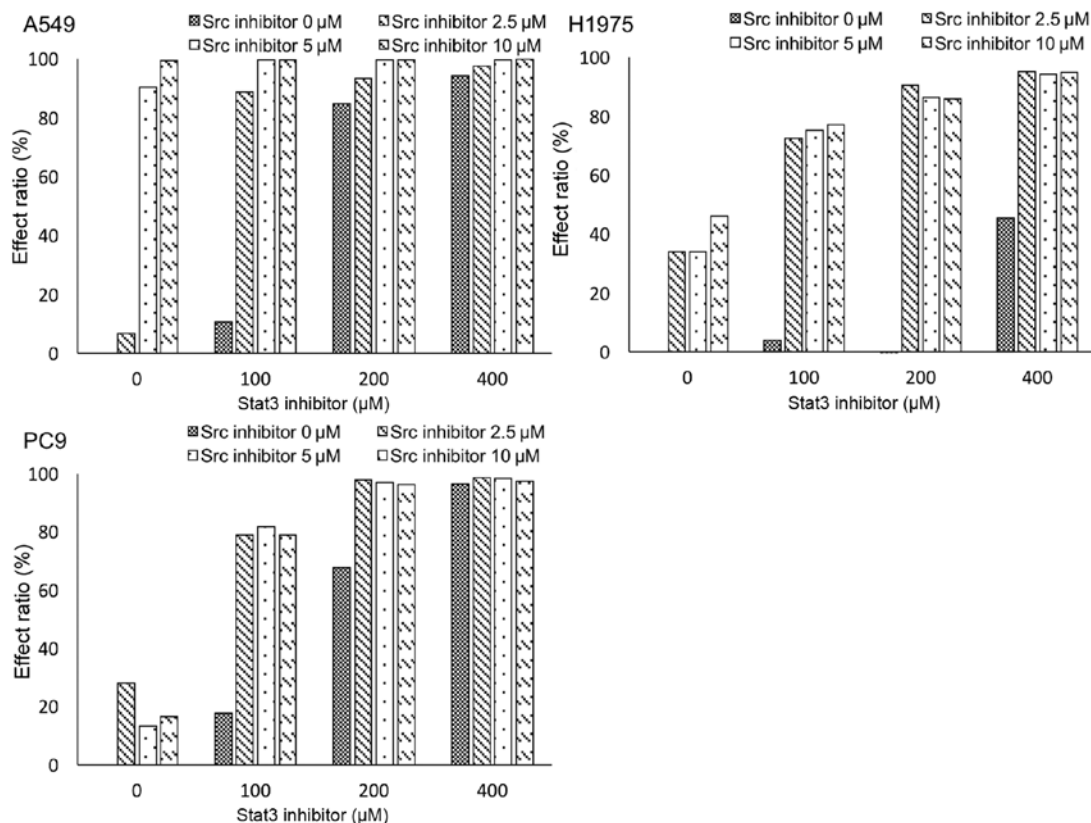 A549
Src inhibitor 0 µM Src inhibitor 2.5 µM
Src inhibitor 5 µM Src inhibitor 10 µM
100
80
60
40
20
0
Effect ratio (%)
0 100 200 400
Stat3 inhibitor (µM)
H1975
Src inhibitor 0 µM Src inhibitor 2.5 µM
Src inhibitor 5 µM Src inhibitor 10 µM
100
80
60
40
20
0
Effect ratio (%)
0 100 200 400
Stat3 inhibitor (µM)
PC9
Src inhibitor 0 µM Src inhibitor 2.5 µM
Src inhibitor 5 µM Src inhibitor 10 µM
100
80
60
40
20
0
Effect ratio (%)
0 100 200 400
Stat3 inhibitor (µM)